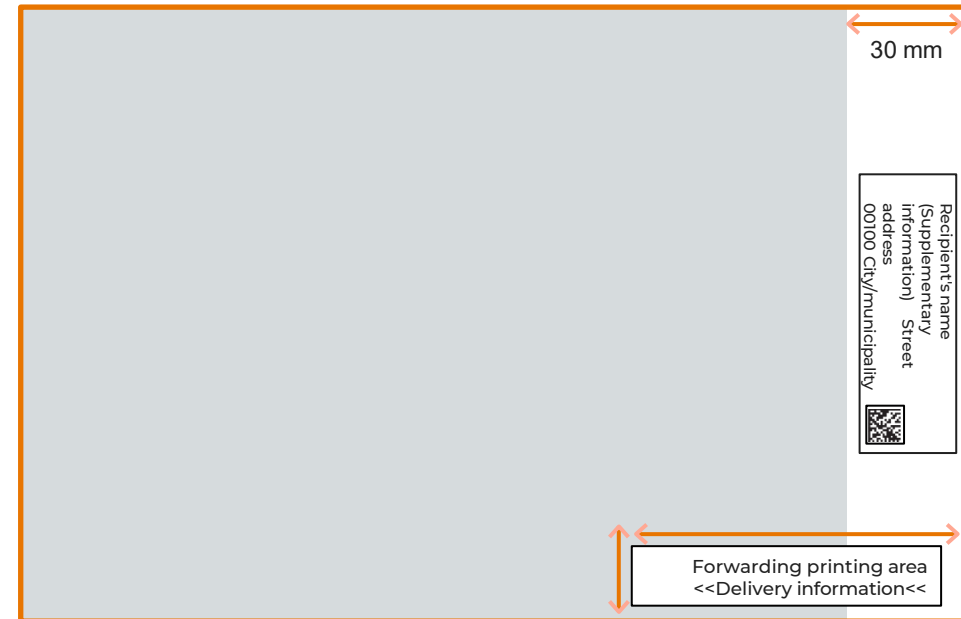 30 mm
Recipient's name
(Supplementary
information) Street
address
00100 City/municipality
Forwarding printing area
<<Delivery information<<